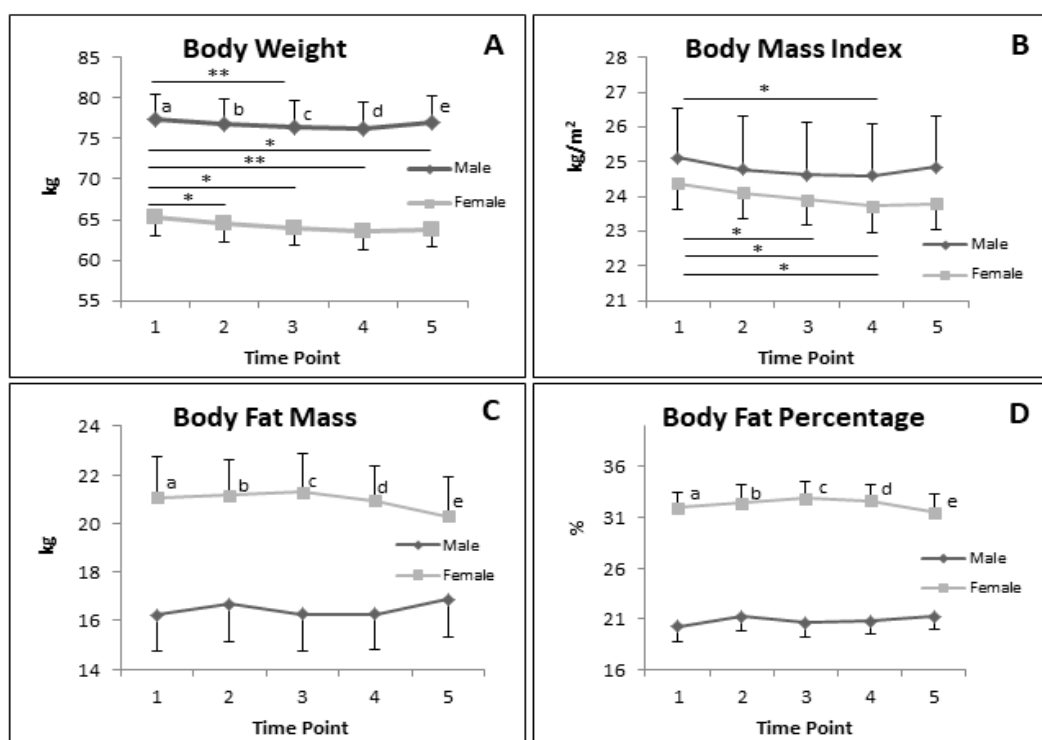 Body Weight
A
85
80
75
70
65
60
55
kg
**
a
b
c
d
e
*
**
*
*
Male
Female
1 2 3 4 5
Time Point
Body Mass Index
B
28
27
26
25
24
23
22
21
kg/m²
*
*
*
*
Male
Female
1 2 3 4 5
Time Point
Body Fat Mass
C
24
22
20
18
16
14
kg
a
b
c
d
e
Male
Female
1 2 3 4 5
Time Point
Body Fat Percentage
D
36
31
26
21
16
%
a
b
c
d
e
Male
Female
1 2 3 4 5
Time Point